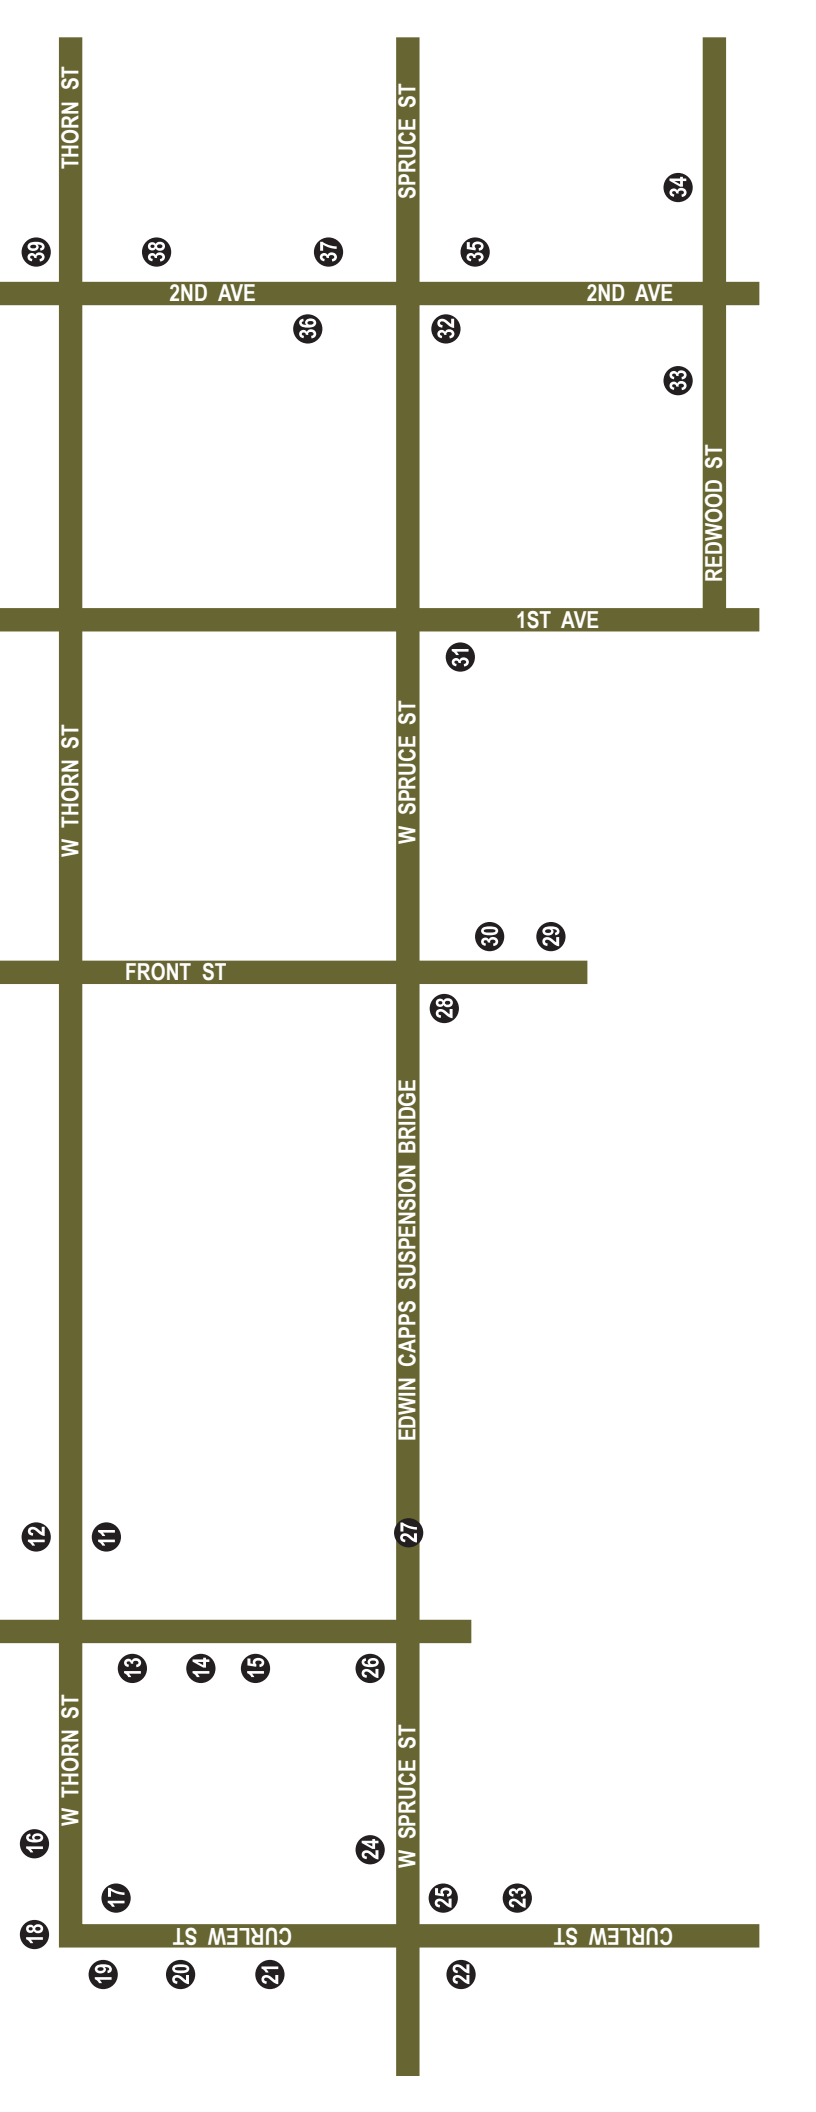 THORN ST
SPRUCE ST
34
39
38
37
35
2ND AVE
2ND AVE
36
32
33
REDWOOD ST
1ST AVE
31
W THORN ST
W SPRUCE ST
30
29
FRONT ST
28
EDWIN CAPPS SUSPENSION BRIDGE
12
11
27
13
14
15
26
W THORN ST
W SPRUCE ST
16
24
17
25
23
18
CURLEW ST
CURLEW ST
19
20
21
22